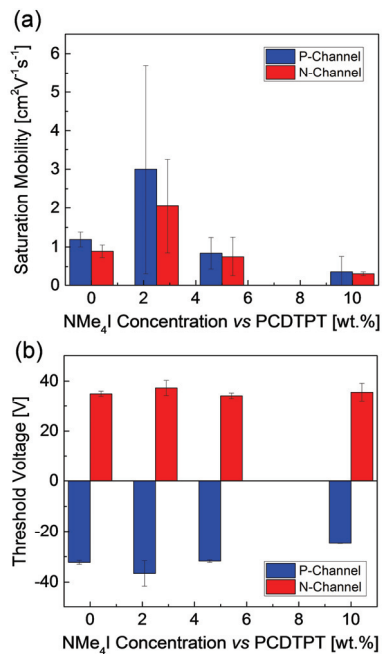 (a)
P-Channel
N-Channel
Saturation Mobility [cm²V⁻¹s⁻¹]
6
5
4
3
2
1
0
0 2 4 6 8 10
NMe₄I Concentration vs PCDTPT [wt.%]
(b)
Threshold Voltage [V]
40
20
0
-20
-40
P-Channel
N-Channel
0 2 4 6 8 10
NMe₄I Concentration vs PCDTPT [wt.%]